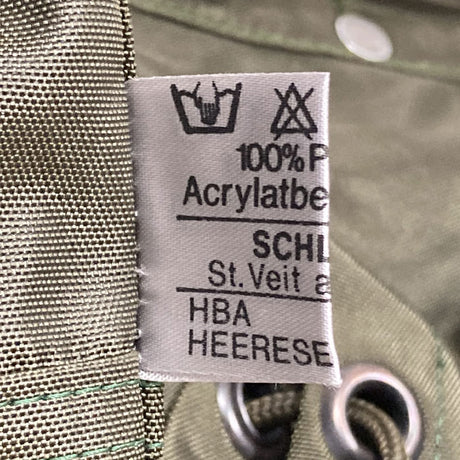 100% P
Acrylatbe
SCHL
St. Veit a
HBA
HEERESE